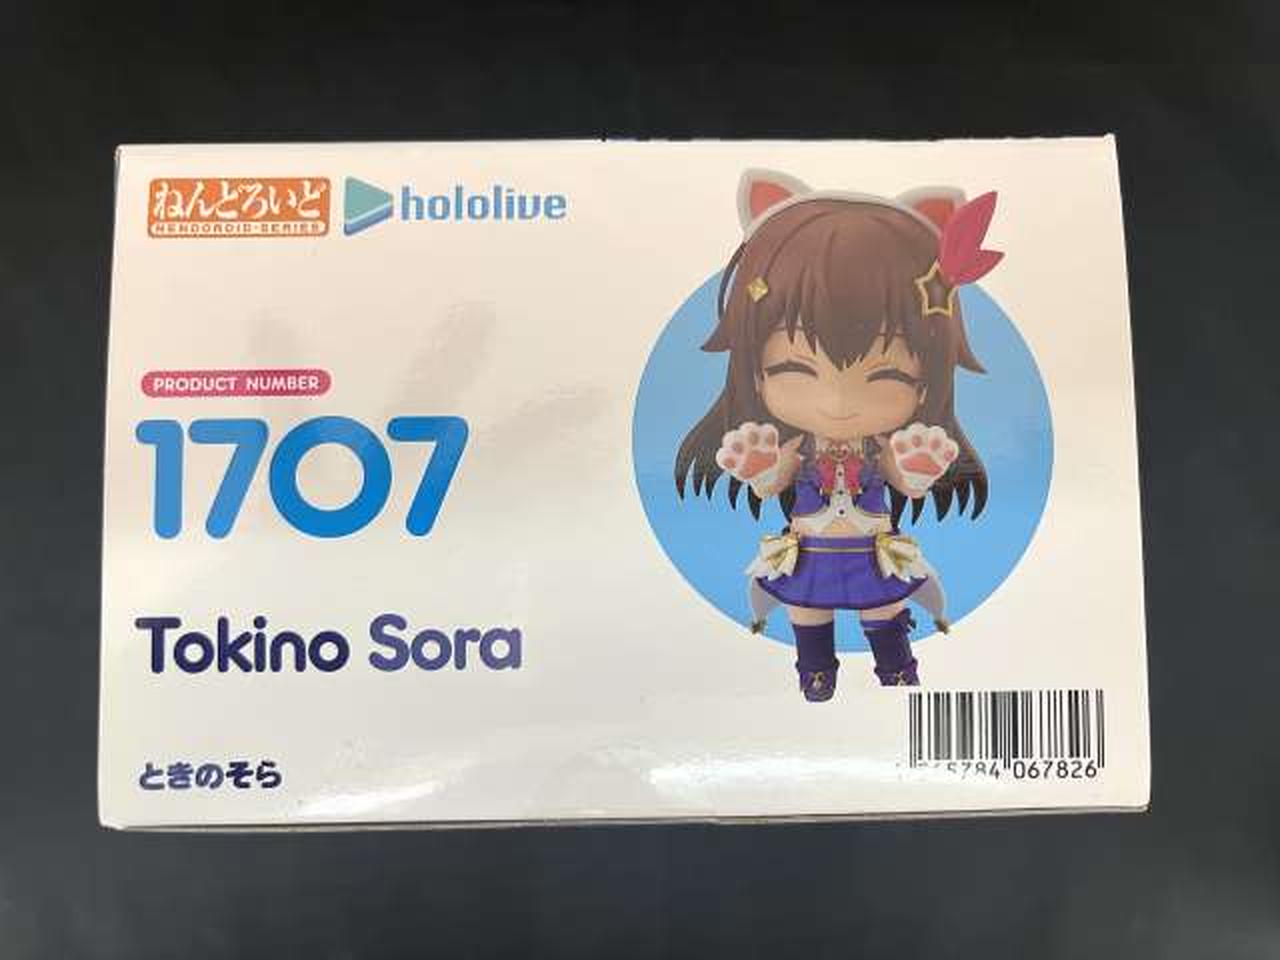 ねんどろいど
NENDOROID SERIES
hololive
PRODUCT NUMBER
1707
Tokino Sora
ときのそら
067826